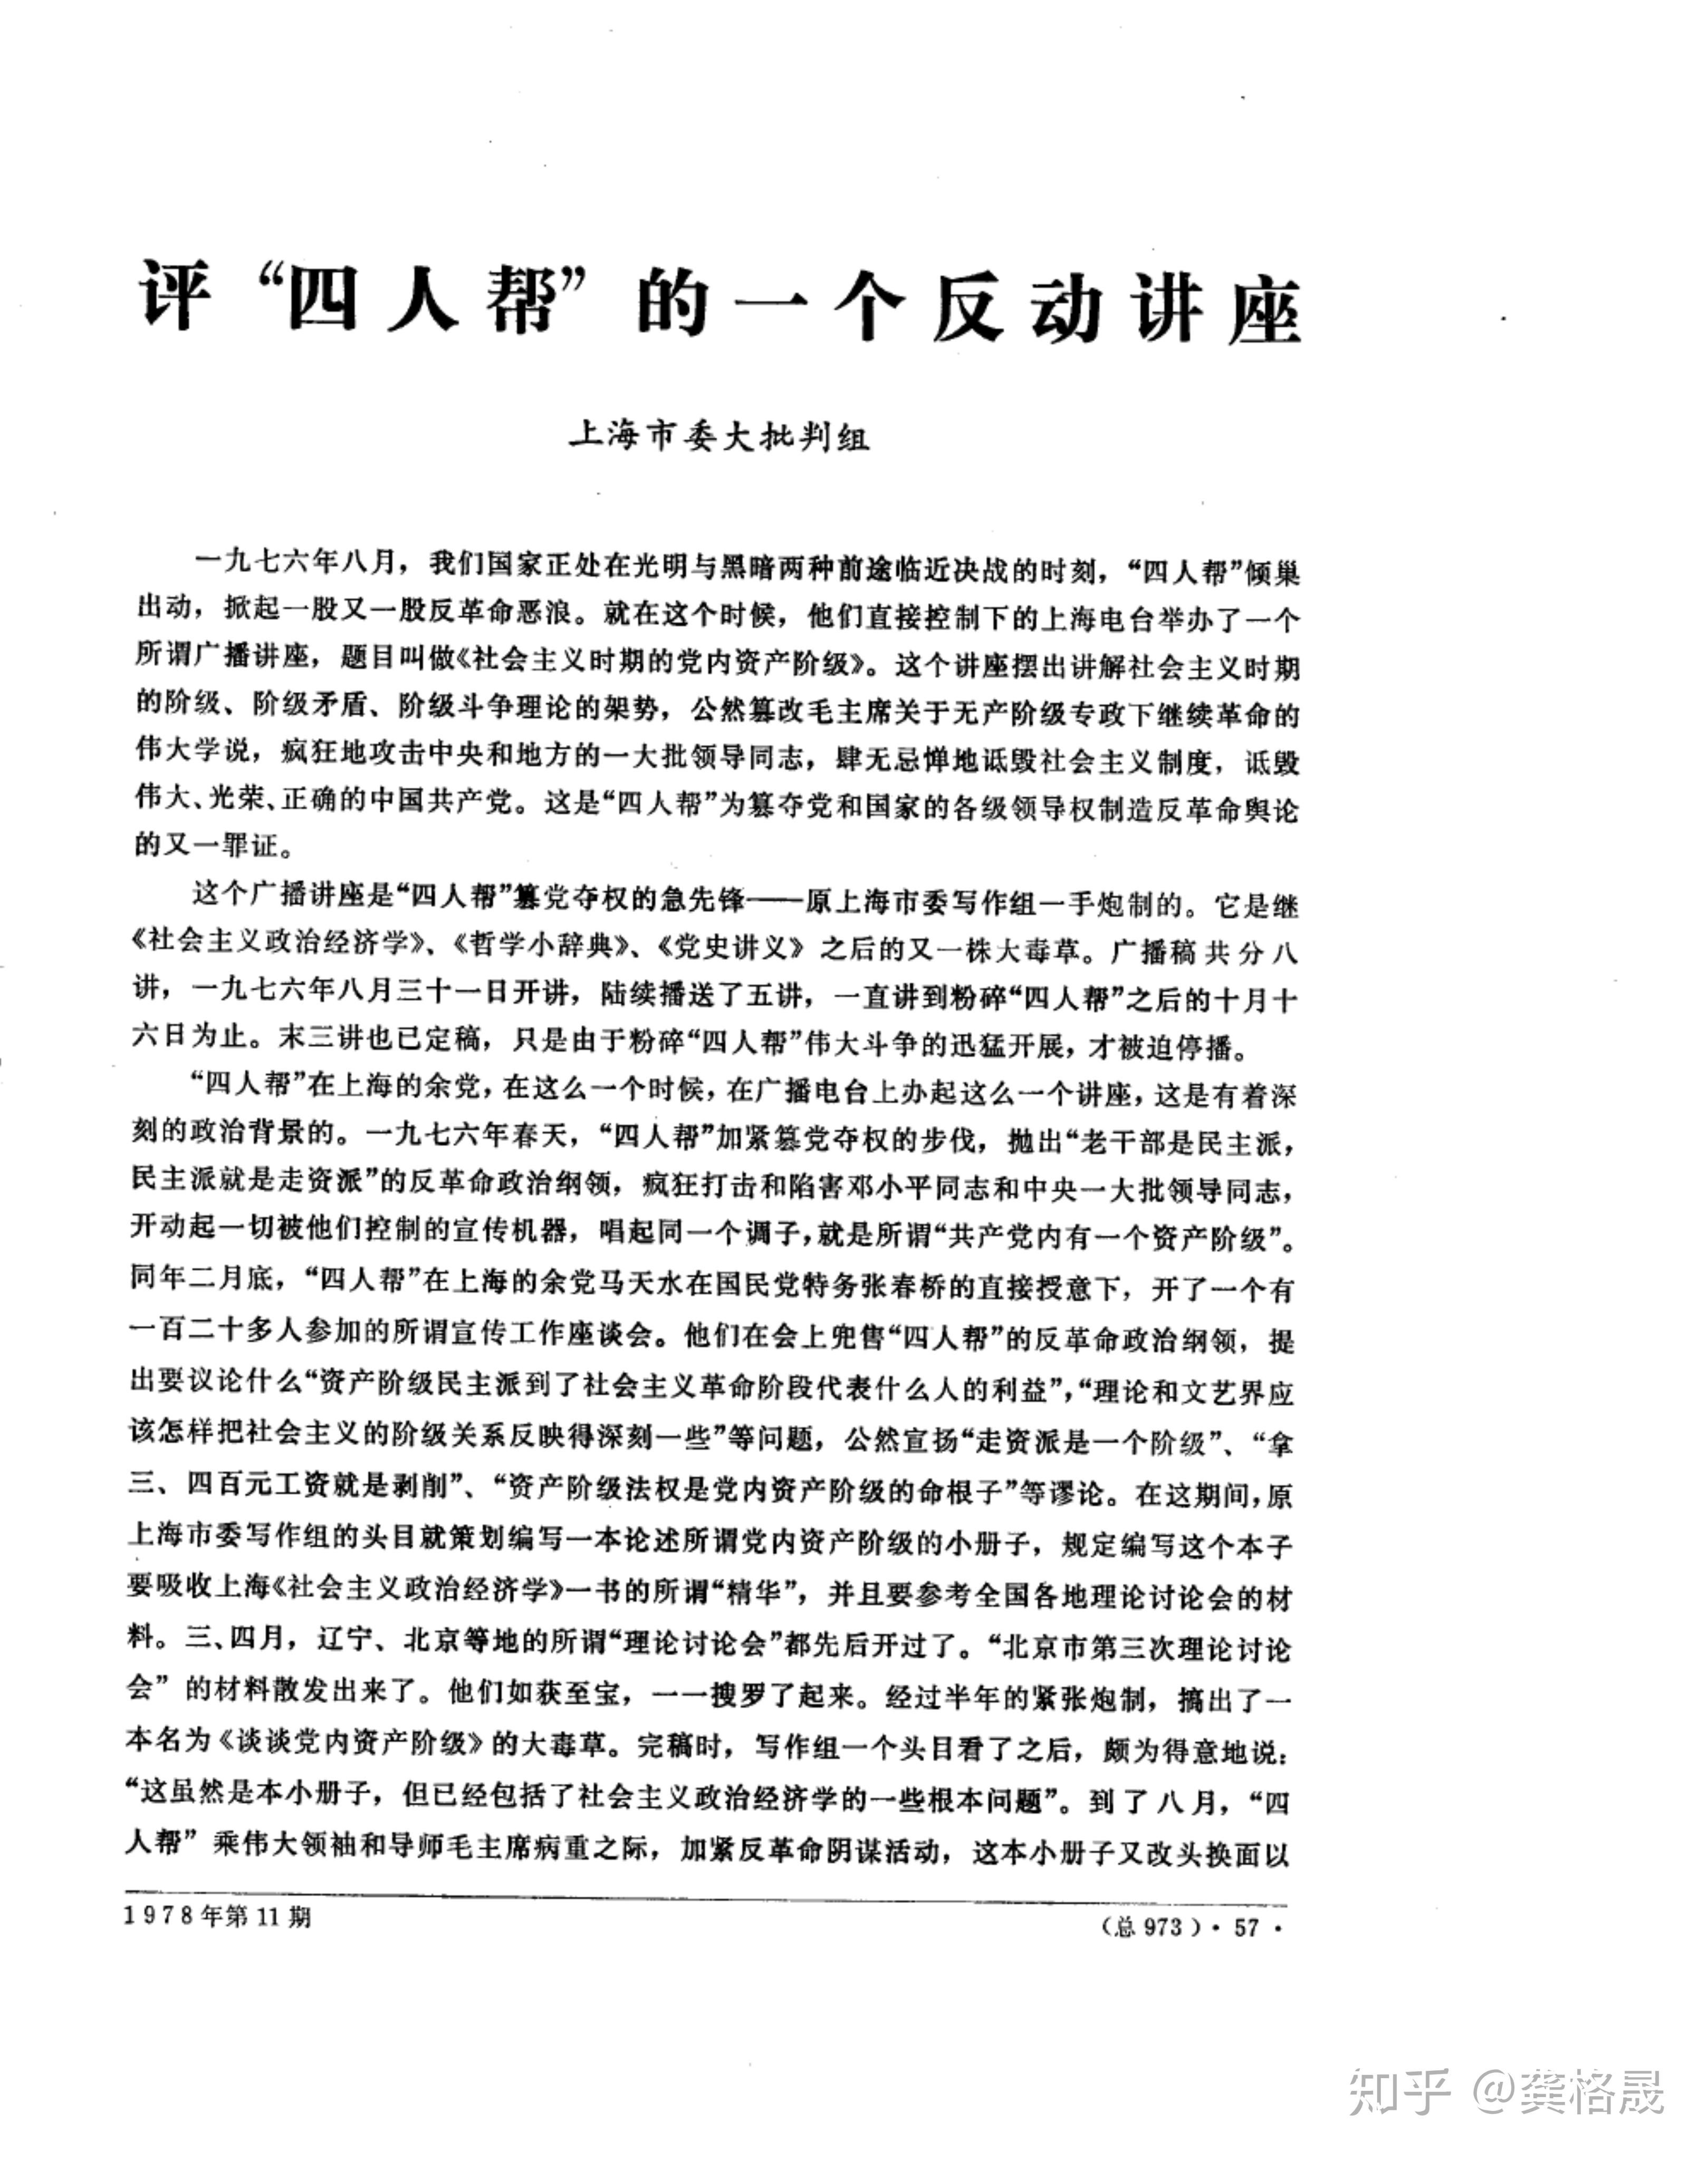 评“四人帮”的一个反动讲座
上海市委大批判组
一九七六年八月，我们国家正处在光明与黑暗两种前途临近决战的时刻，“四人帮”倾巢
出动，掀起一股又一股反革命恶浪。就在这个时候，他们直接控制下的上海电台举办了一个
所谓广播讲座，题目叫做《社会主义时期的党内资产阶级》。这个讲座摆出讲解社会主义时期
的阶级、阶级矛盾、阶级斗争理论的架势，公然篡改毛主席关于无产阶级专政下继续革命的
伟大学说，疯狂地攻击中央和地方的一大批领导同志，肆无忌惮地诋毁社会主义制度，诋毁
伟大、光荣、正确的中国共产党。这是“四人帮”为篡夺党和国家的各级领导权制造反革命舆论
的又一罪证。
这个广播讲座是“四人帮”篡党夺权的急先锋——原上海市委写作组一手炮制的。它是继
《社会主义政治经济学》、《哲学小辞典》、《党史讲义》之后的又一株大毒草。广播稿共分八
讲，一九七六年八月三十一日开讲，陆续播送了五讲，一直讲到粉碎“四人帮”之后的十月十
六日为止。末三讲也已定稿，只是由于粉碎“四人帮”伟大斗争的迅猛开展，才被迫停播。
“四人帮”在上海的余党，在这么一个时候，在广播电台上办起这么一个讲座，这是有着深
刻的政治背景的。一九七六年春天，“四人帮”加紧篡党夺权的步伐，抛出“老干部是民主派，
民主派就是走资派”的反革命政治纲领，疯狂打击和陷害邓小平同志和中央一大批领导同志，
开动起一切被他们控制的宣传机器，唱起同一个调子，就是所谓“共产党内有一个资产阶级”。
同年二月底，“四人帮”在上海的余党马天水在国民党特务张春桥的直接授意下，开了一个有
一百二十多人参加的所谓宣传工作座谈会。他们在会上兜售“四人帮”的反革命政治纲领，提
出要议论什么“资产阶级民主派到了社会主义革命阶段代表什么人的利益”，“理论和文艺界应
该怎样把社会主义的阶级关系反映得深刻一些”等问题，公然宣扬“走资派是一个阶级”、“拿
三、四百元工资就是剥削”、“资产阶级法权是党内资产阶级的命根子”等谬论。在这期间，原
上海市委写作组的头目就策划编写一本论述所谓党内资产阶级的小册子，规定编写这个本子
要吸收上海《社会主义政治经济学》一书的所谓“精华”，并且要参考全国各地理论讨论会的材
料。三、四月，辽宁、北京等地的所谓“理论讨论会”都先后开过了。“北京市第三次理论讨论
会”的材料散发出来了。他们如获至宝，一一搜罗了起来。经过半年的紧张炮制，搞出了一
本名为《谈谈党内资产阶级》的大毒草。完稿时，写作组一个头目看了之后，颇为得意地说：
“这虽然是本小册子，但已经包括了社会主义政治经济学的一些根本问题”。到了八月，“四
人帮”乘伟大领袖和导师毛主席病重之际，加紧反革命阴谋活动，这本小册子又改头换面以
1978年第11期
（总973）·57·
知乎 @龚格晟